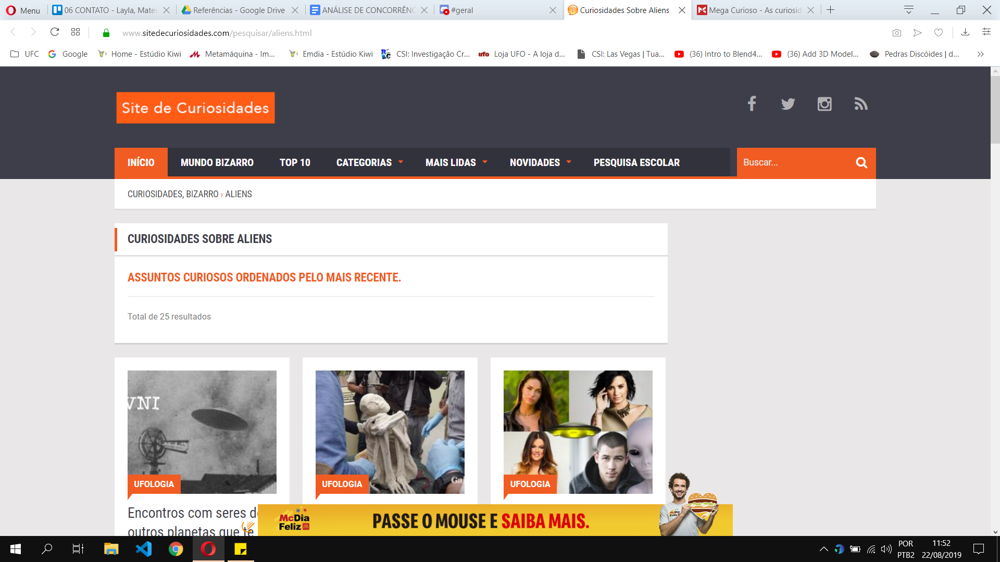 Menu
06 CONTATO - Layla, Mateu
Referências - Google Drive
ANÁLISE DE CONCORRÊNC
#geral
Curiosidades Sobre Aliens
Mega Curioso - As curiosid
www.sitedecuriosidades.com/pesquisar/aliens.html
UFC
Google
Home - Estúdio Kiwi
Metamáquina - Im...
Emdia - Estúdio Kiwi
CSI: Investigação Cr...
Loja UFO - A loja d...
CSI: Las Vegas | Tua...
(36) Intro to Blend4...
(36) Add 3D Model...
Pedras Discóides | d...
Site de Curiosidades
INÍCIO
MUNDO BIZARRO
TOP 10
CATEGORIAS
MAIS LIDAS
NOVIDADES
PESQUISA ESCOLAR
Buscar...
CURIOSIDADES, BIZARRO › ALIENS
CURIOSIDADES SOBRE ALIENS
ASSUNTOS CURIOSOS ORDENADOS PELO MAIS RECENTE.
Total de 25 resultados
VNI
Gai
UFOLOGIA
UFOLOGIA
UFOLOGIA
Encontros com seres de
outros planetas que te
McDia
Feliz
PASSE O MOUSE E SAIBA MAIS.
POR
PTB2
11:52
22/08/2019